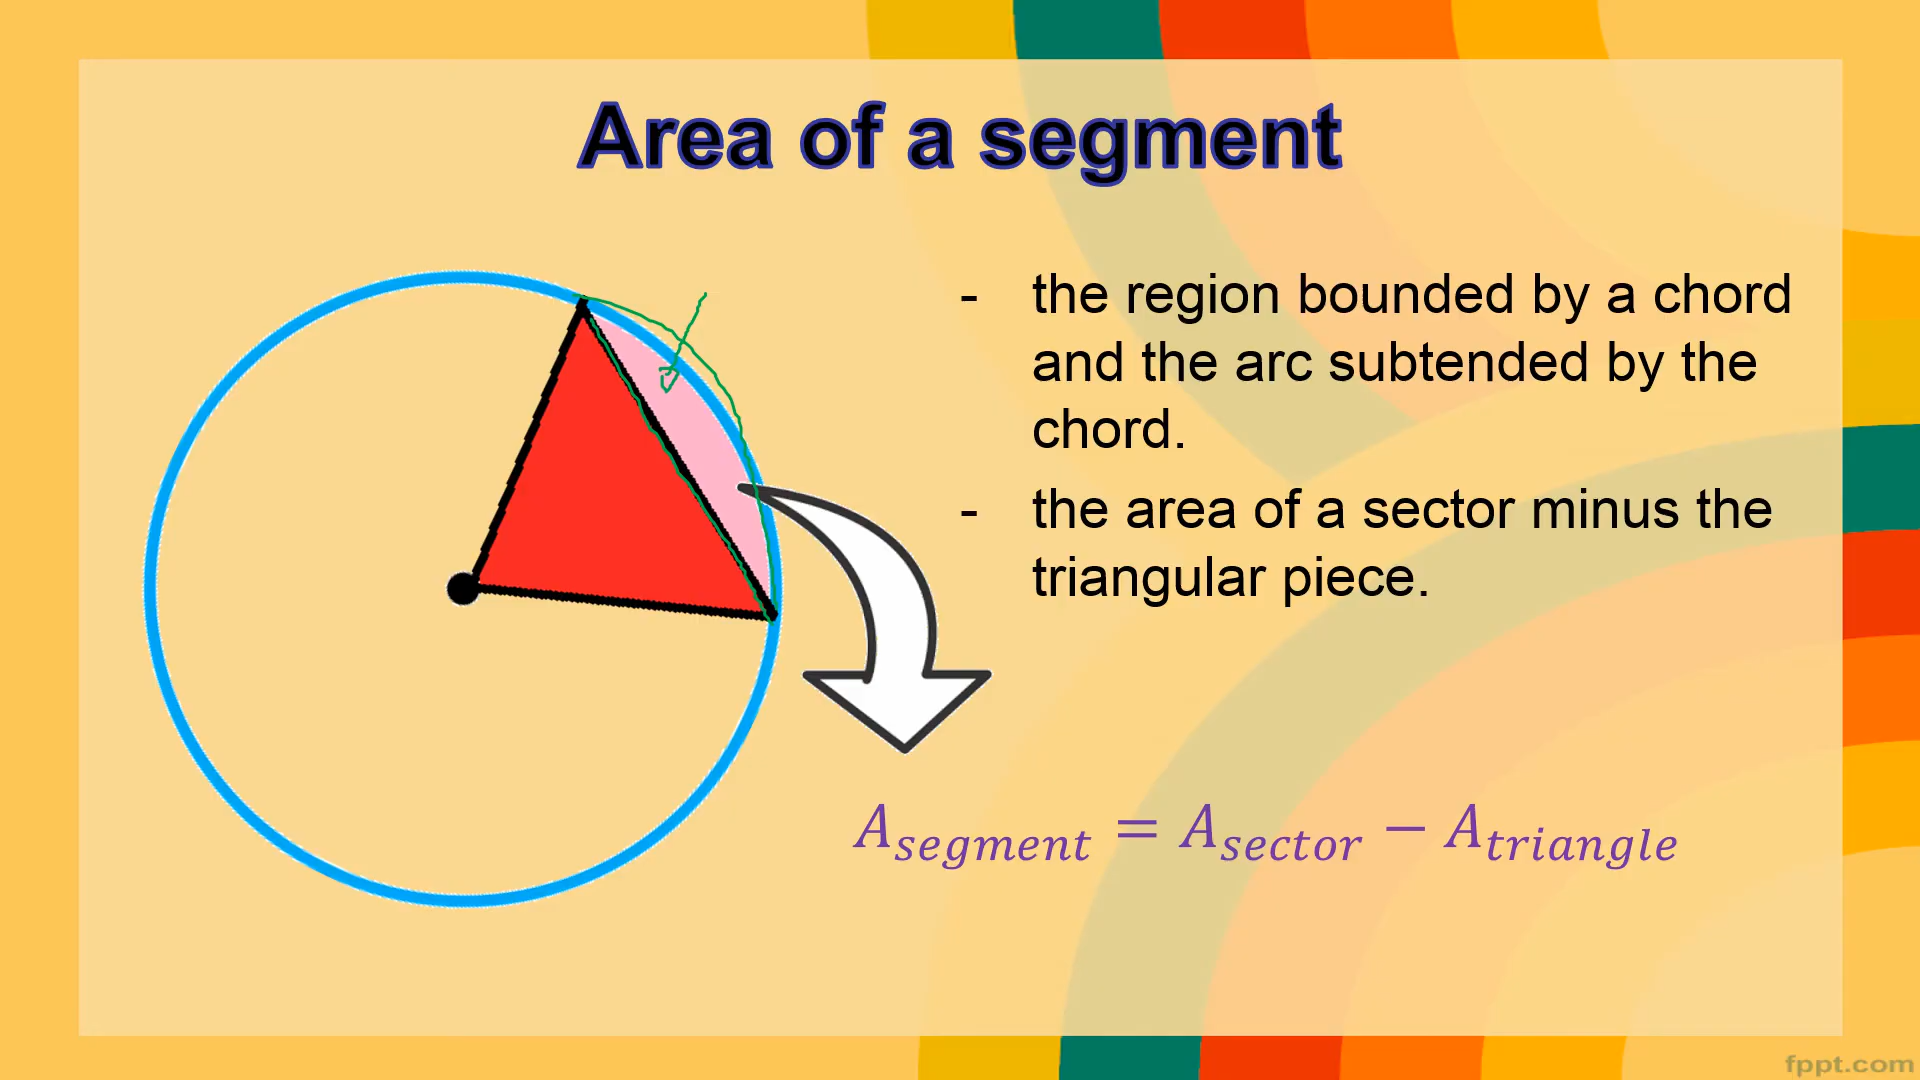 Area of a segment
- the region bounded by a chord
and the arc subtended by the
chord.
- the area of a sector minus the
triangular piece.
A_segment = A_sector − A_triangle
fppt.com